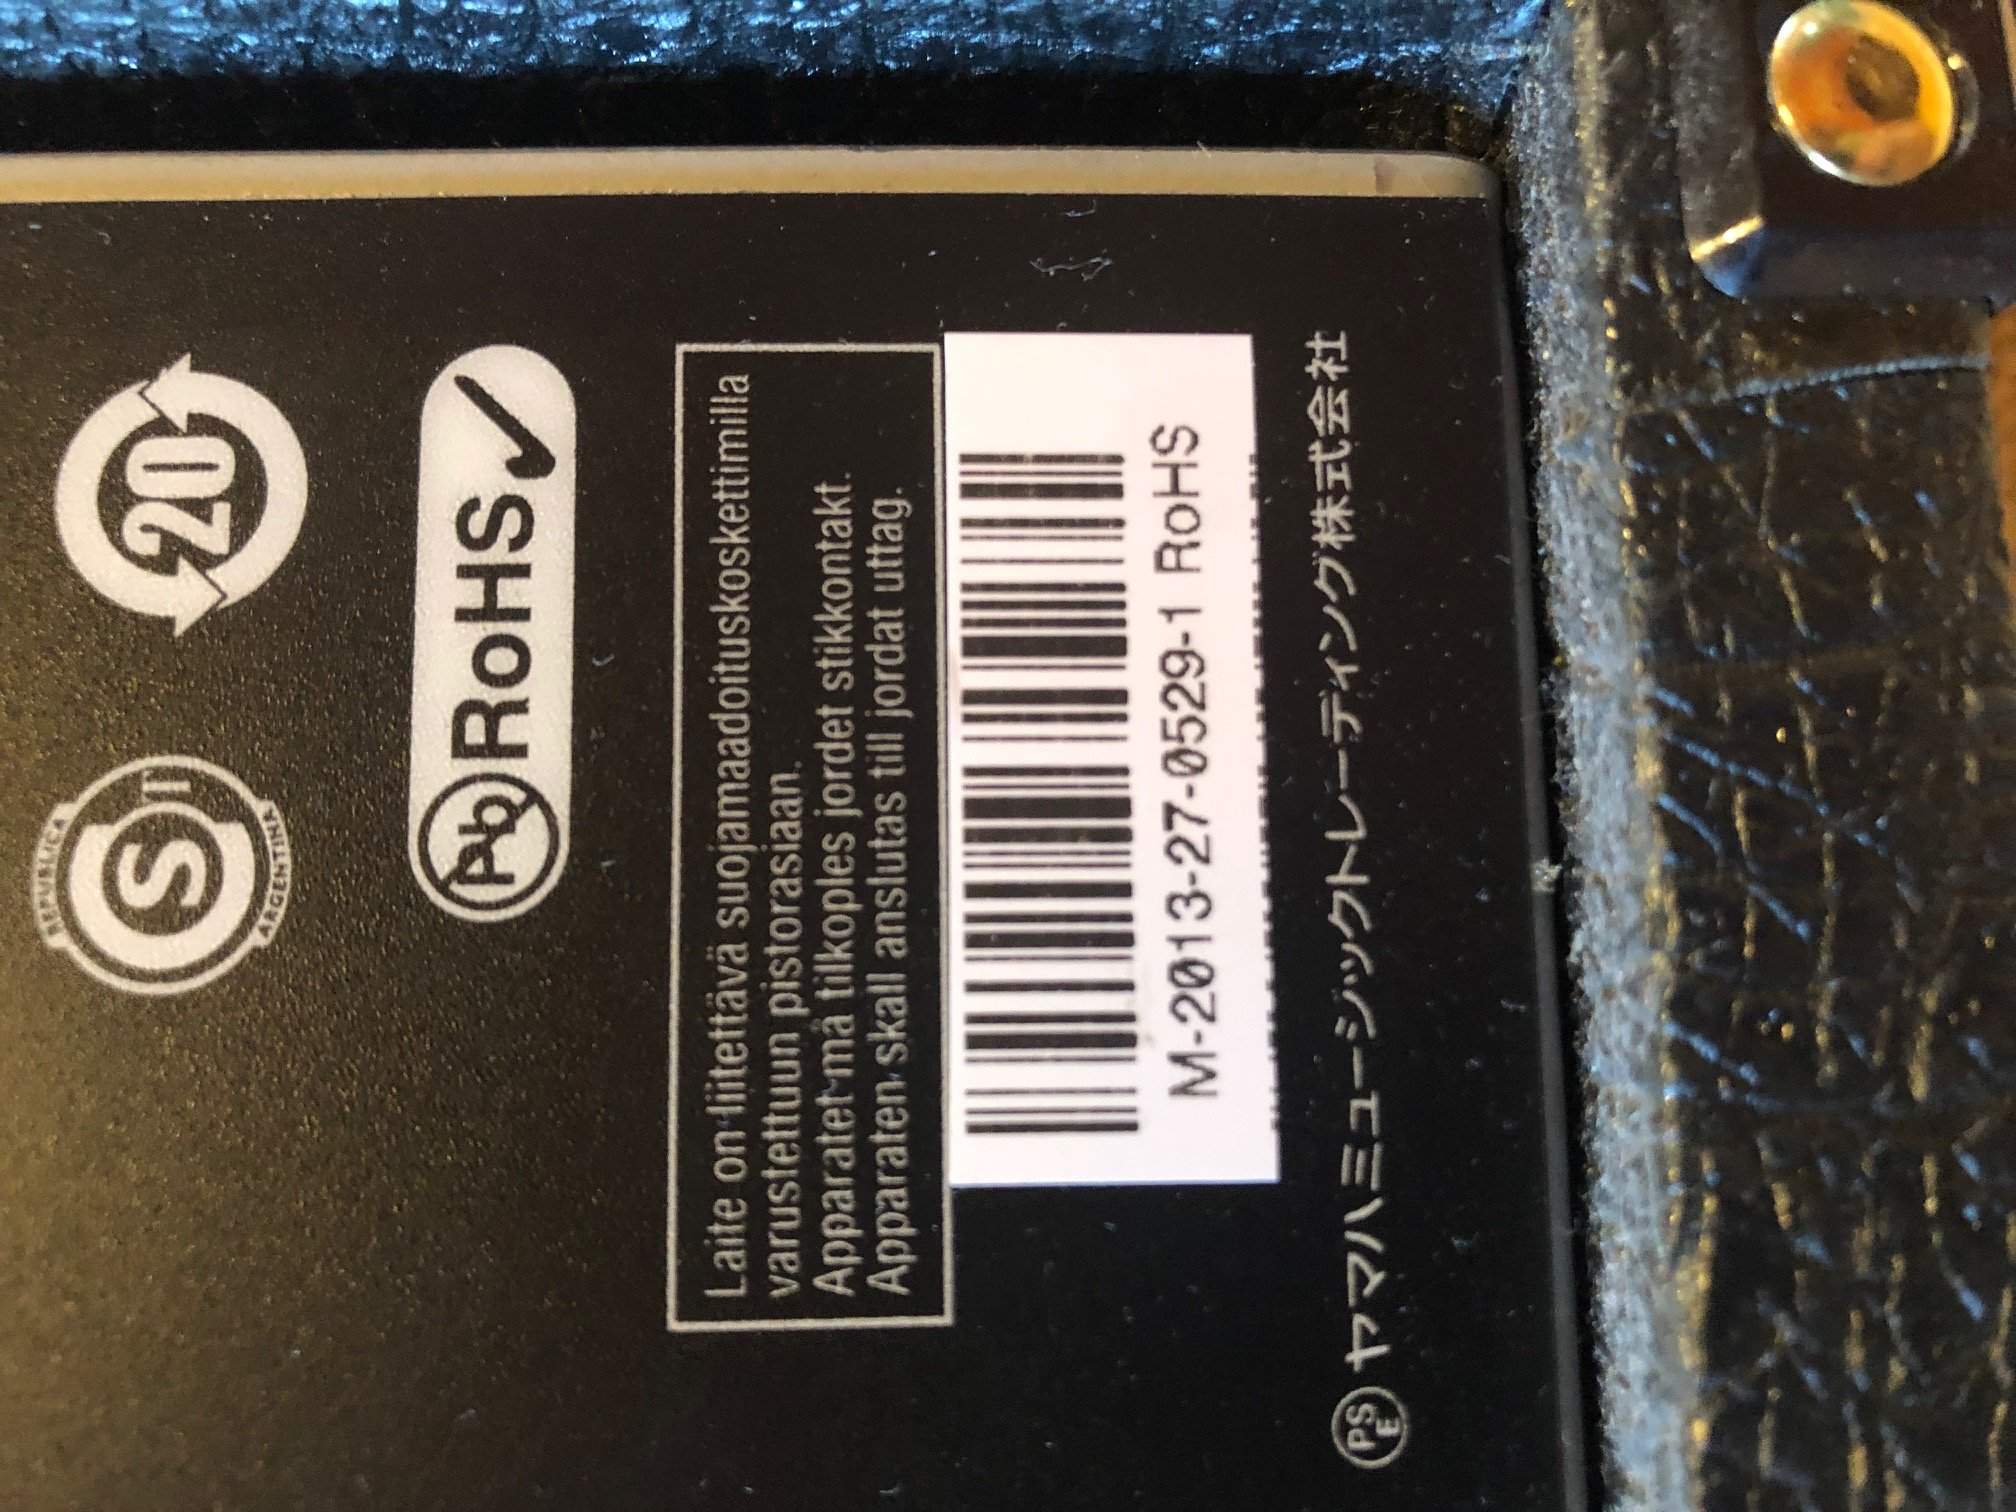 20
S
REPUBLICA
ARGENTINA
Pb RoHS
Laite on liitettävä suojamaadoituskoskettimilla
varustettuun pistorasiaan.
Apparatet må tilkoples jordet stikkontakt.
Apparaten skall anslutas till jordat uttag.
M-2013-27-0529-1 RoHS
PSE ヤマハミュージックトレーディング株式会社